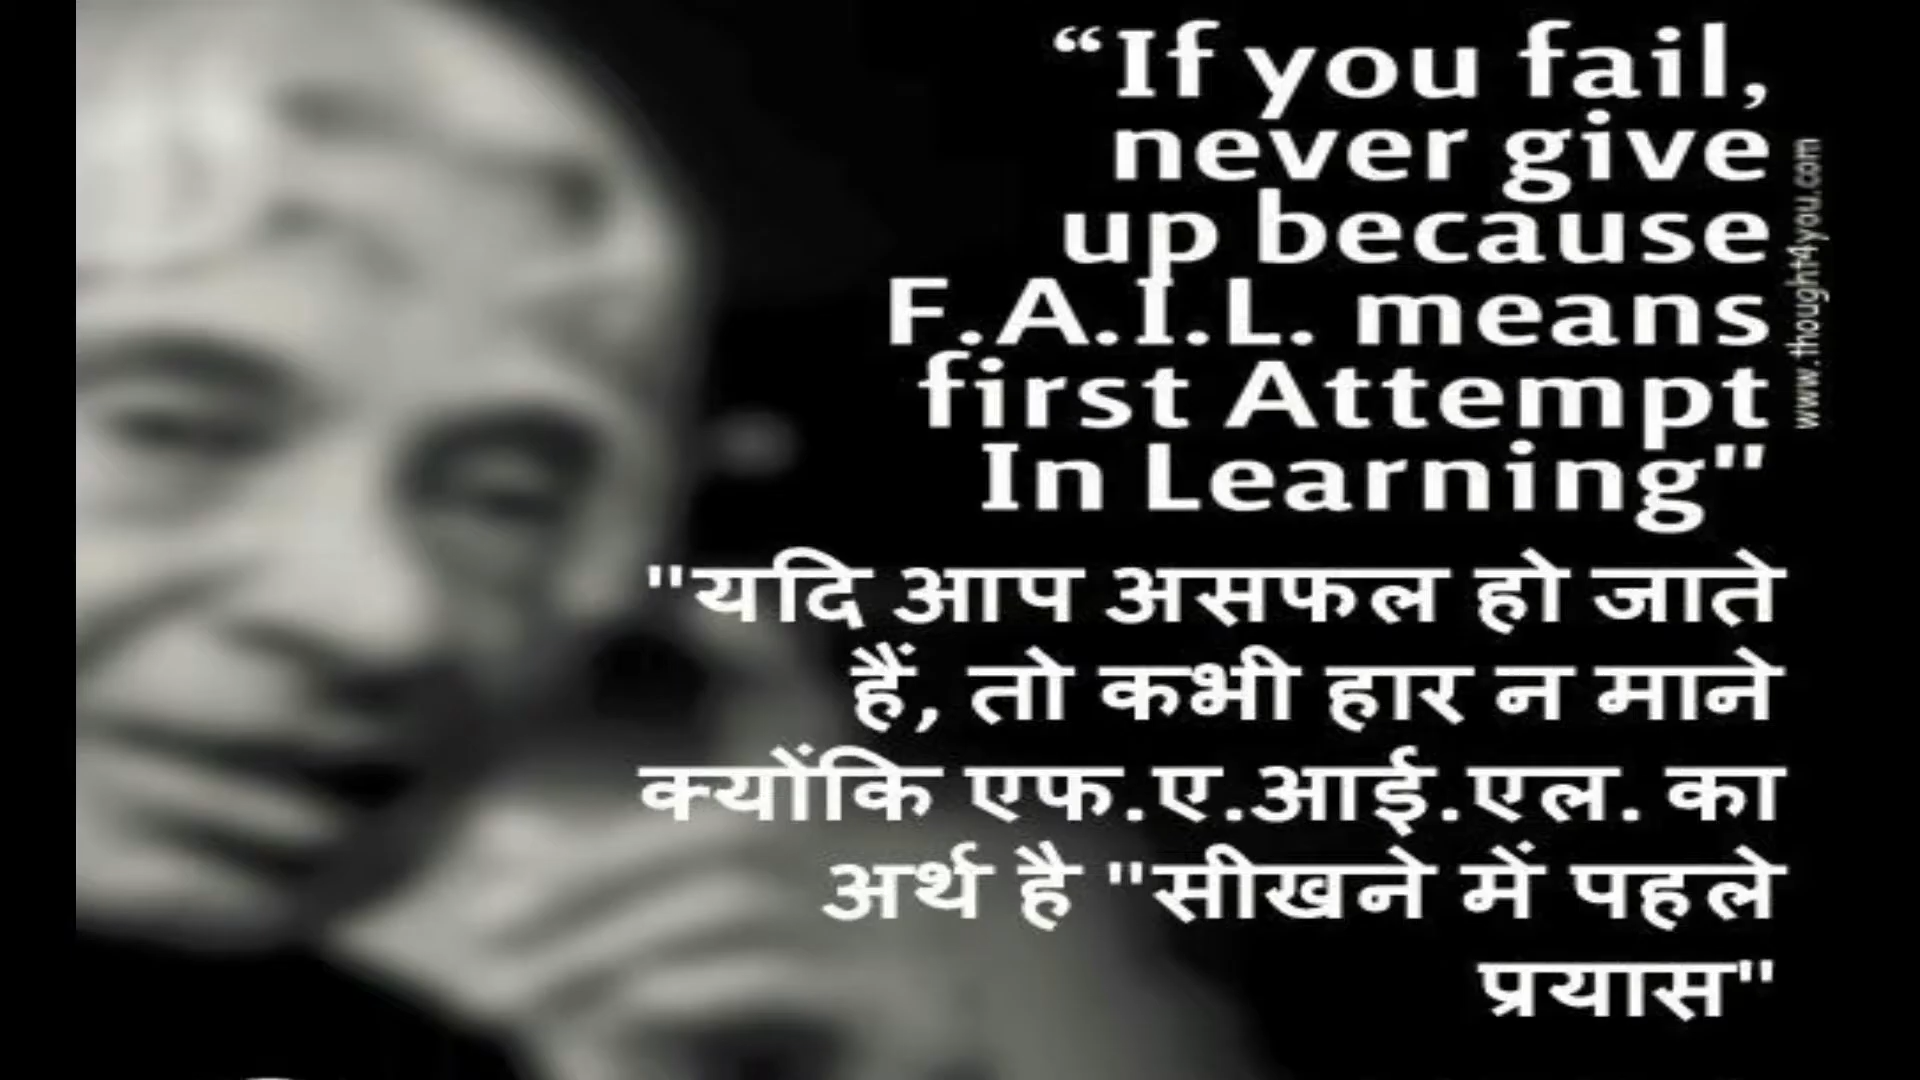 “If you fail,
never give
up because
F.A.I.L. means
first Attempt
In Learning"
www.thought4you.com
"यदि आप असफल हो जाते
हैं, तो कभी हार न माने
क्योंकि एफ.ए.आई.एल. का
अर्थ है "सीखने में पहले
प्रयास"